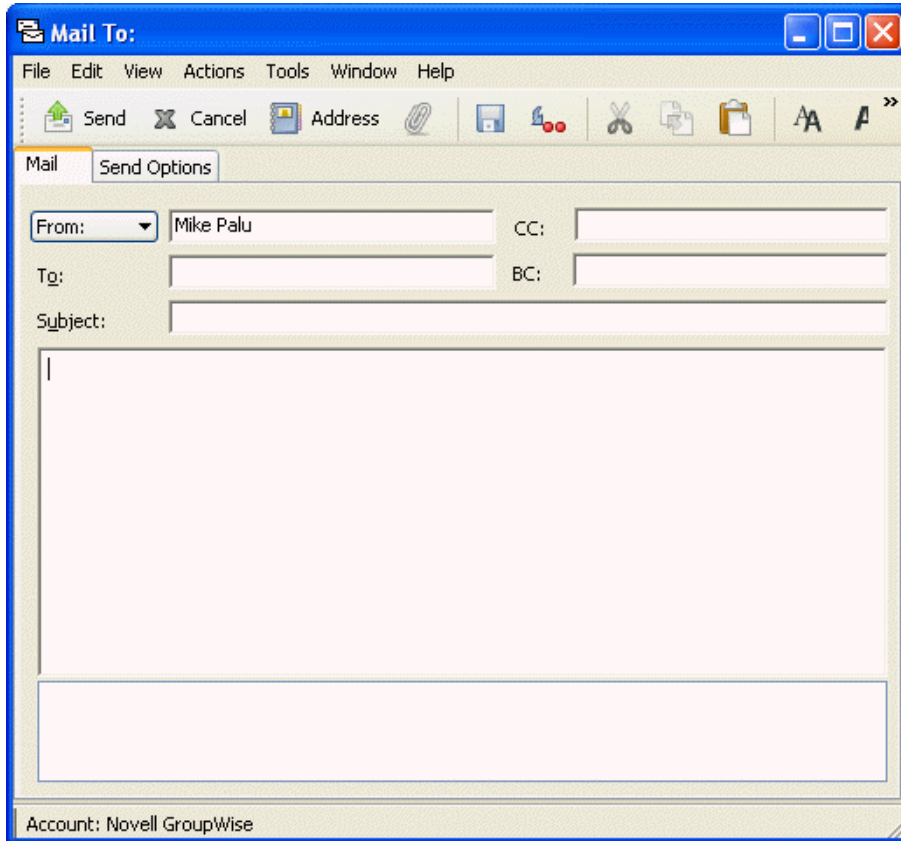 Mail To:
File Edit View Actions Tools Window Help
Send Cancel Address »
Mail Send Options
From: Mike Palu CC:
To: BC:
Subject:
Account: Novell GroupWise